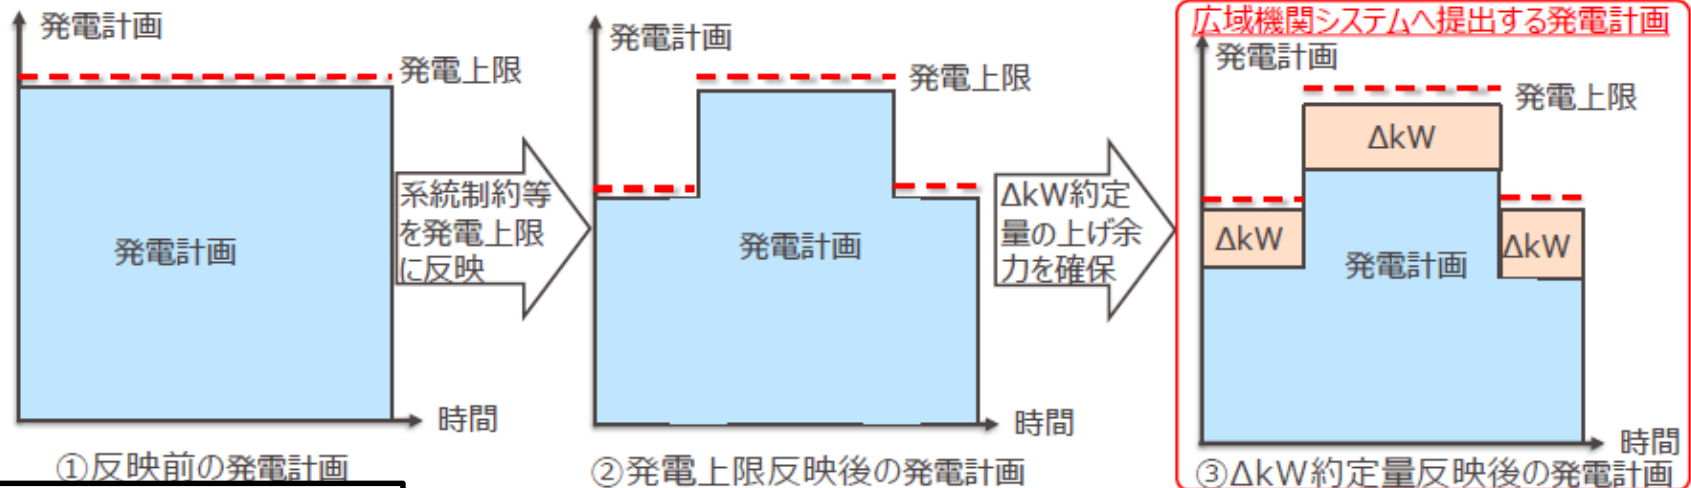 発電計画
発電上限
発電計画
時間
①反映前の発電計画
系統制約等
を発電上限
に反映
発電計画
発電上限
発電計画
時間
②発電上限反映後の発電計画
ΔkW約定
量の上げ余
力を確保
広域機関システムへ提出する発電計画
発電計画
発電上限
ΔkW
ΔkW
ΔkW
発電計画
時間
③ΔkW約定量反映後の発電計画